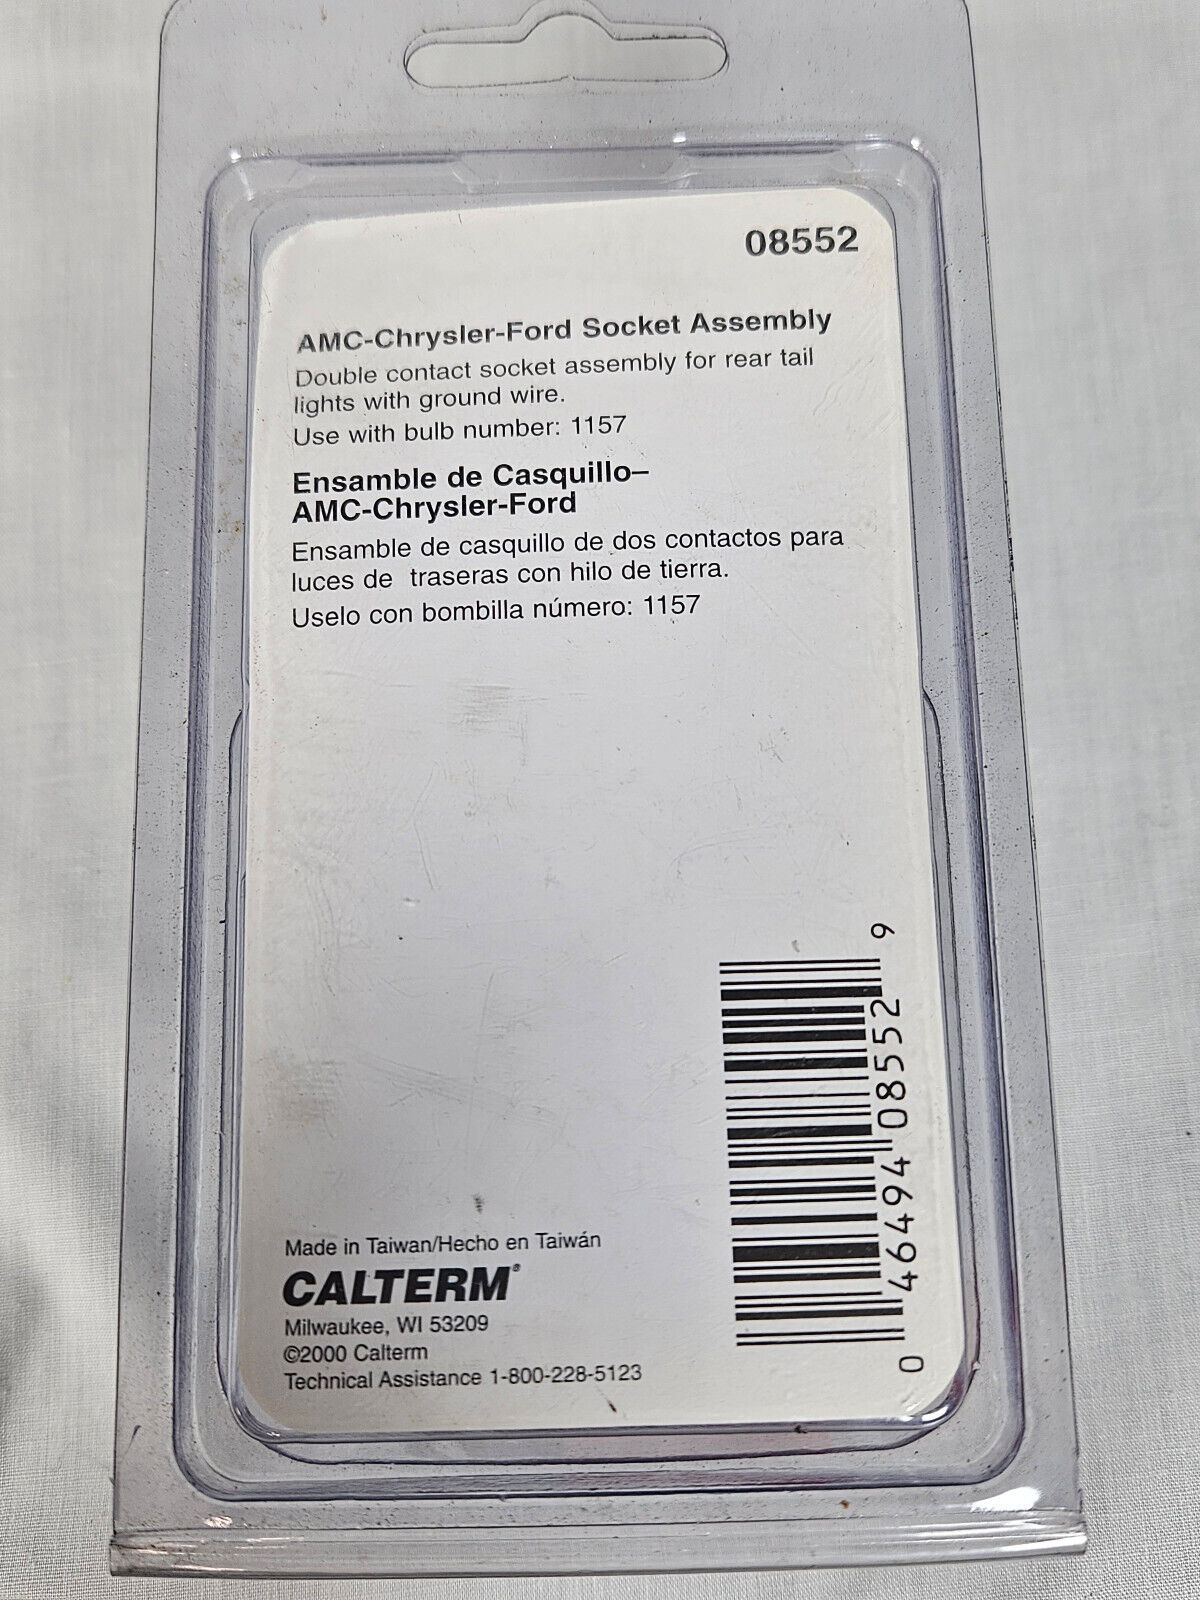 08552
AMC-Chrysler-Ford Socket Assembly
Double contact socket assembly for rear tail
lights with ground wire.
Use with bulb number: 1157
Ensamble de Casquillo–
AMC-Chrysler-Ford
Ensamble de casquillo de dos contactos para
luces de  traseras con hilo de tierra.
Uselo con bombilla número: 1157
Made in Taiwan/Hecho en Taiwán
CALTERM®
Milwaukee, WI 53209
©2000 Calterm
Technical Assistance 1-800-228-5123
0 46494 08552 9